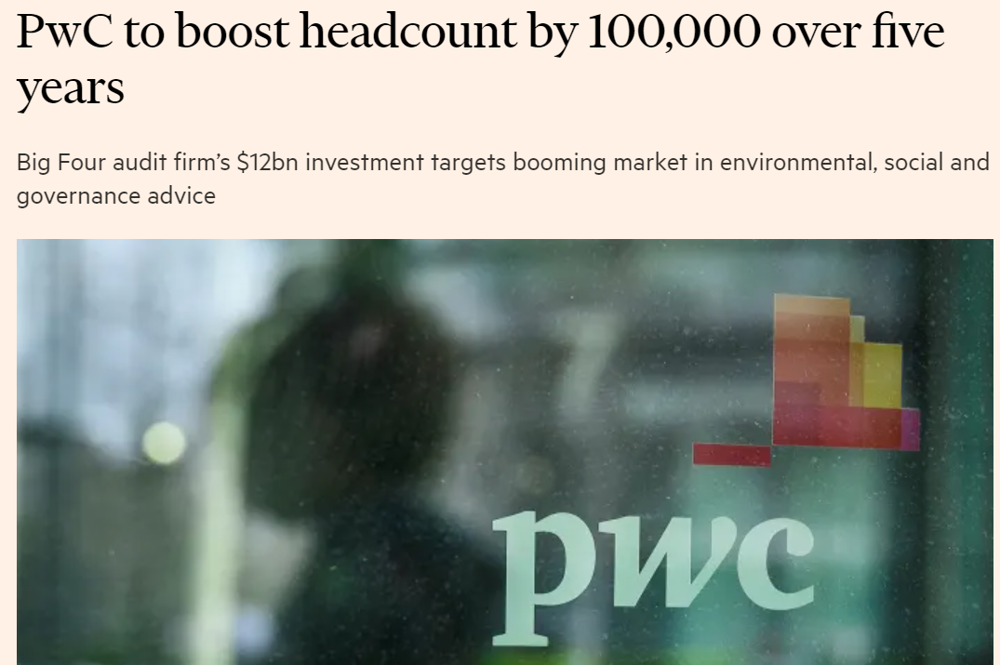 PwC to boost headcount by 100,000 over five
years
Big Four audit firm’s $12bn investment targets booming market in environmental, social and
governance advice
pwc